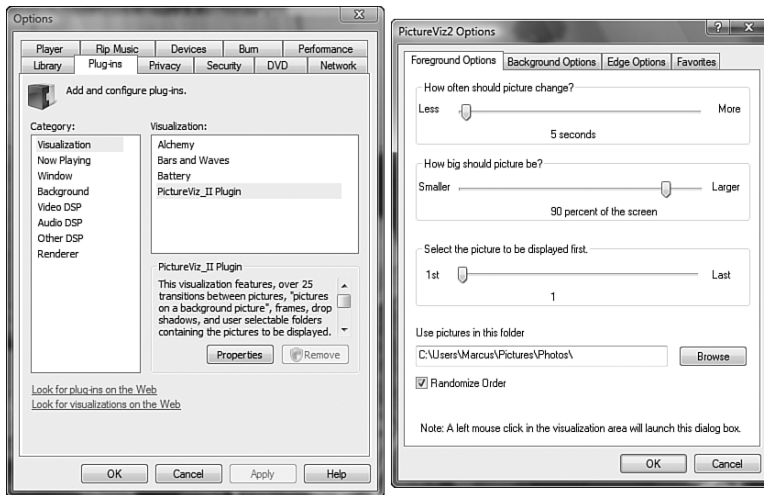 Options
Player Rip Music Devices Burn Performance
Library Plug-ins Privacy Security DVD Network
Add and configure plug-ins.
Category:
Visualization
Now Playing
Window
Background
Video DSP
Audio DSP
Other DSP
Renderer
Visualization:
Alchemy
Bars and Waves
Battery
PictureViz_II Plugin
PictureViz_II Plugin
This visualization features, over 25
transitions between pictures, "pictures
on a background picture", frames, drop
shadows, and user selectable folders
containing the pictures to be displayed.
Properties Remove
Look for plug-ins on the Web
Look for visualizations on the Web
OK Cancel Apply Help
PictureViz2 Options
Foreground Options Background Options Edge Options Favorites
How often should picture change?
Less More
5 seconds
How big should picture be?
Smaller Larger
90 percent of the screen
Select the picture to be displayed first.
1st Last
1
Use pictures in this folder
C:\Users\Marcus\Pictures\Photos\
Browse
Randomize Order
Note: A left mouse click in the visualization area will launch this dialog box.
OK Cancel